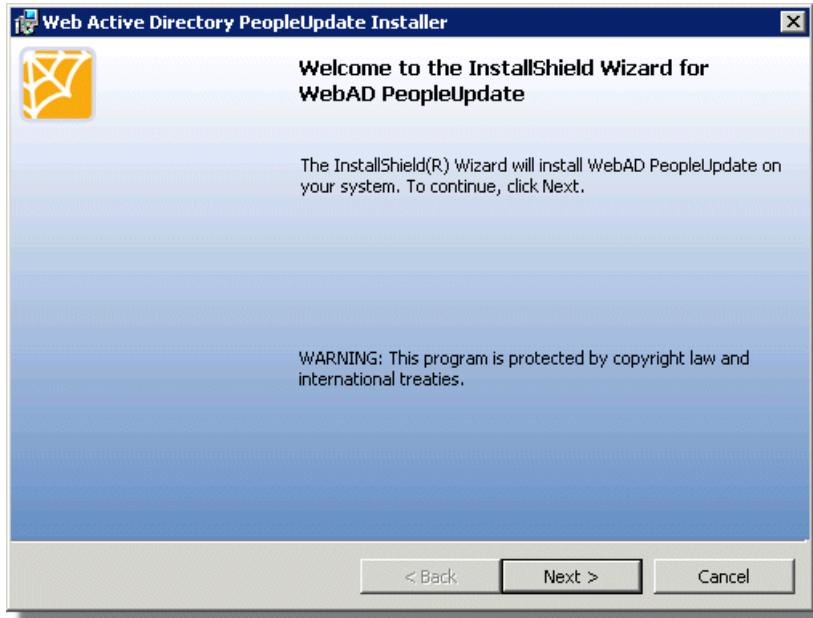 Web Active Directory PeopleUpdate Installer
Welcome to the InstallShield Wizard for
WebAD PeopleUpdate
The InstallShield(R) Wizard will install WebAD PeopleUpdate on
your system. To continue, click Next.
WARNING: This program is protected by copyright law and
international treaties.
< Back
Next >
Cancel